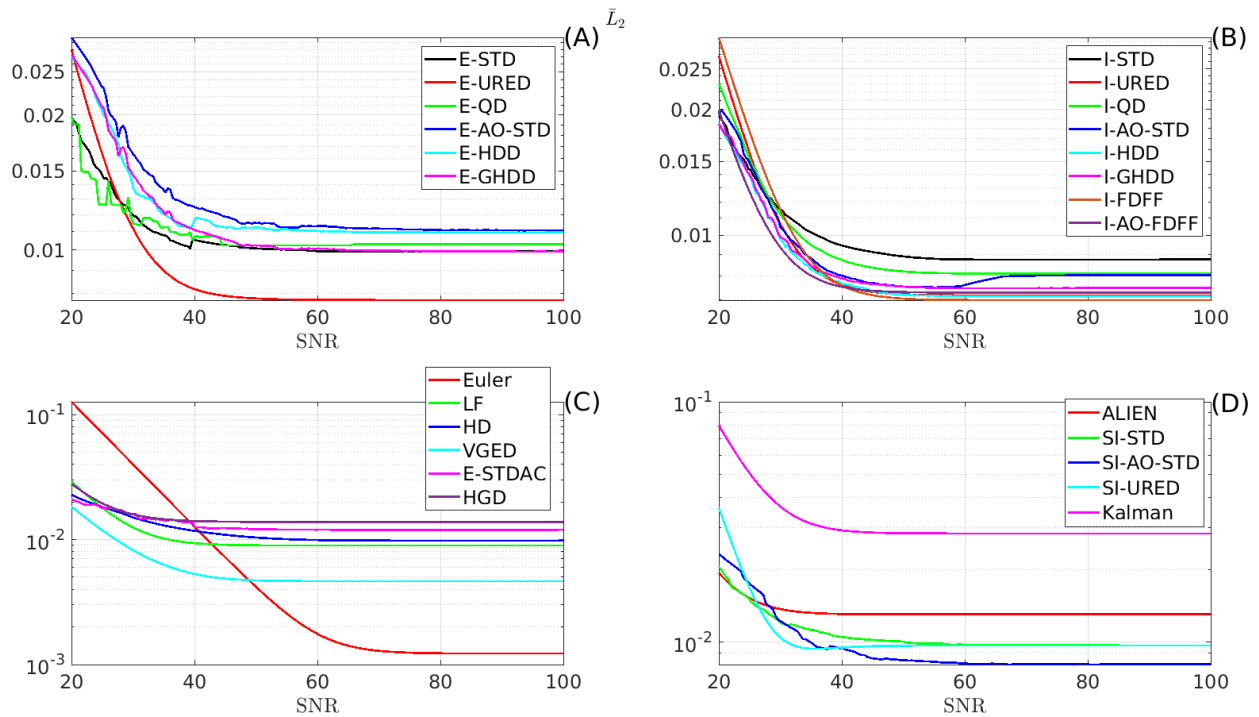 L̄₂
(A)
0.025
0.02
0.015
0.01
E-STD
E-URED
E-QD
E-AO-STD
E-HDD
E-GHDD
20 40 60 80 100
SNR
(B)
0.025
0.02
0.015
0.01
I-STD
I-URED
I-QD
I-AO-STD
I-HDD
I-GHDD
I-FDFF
I-AO-FDFF
20 40 60 80 100
SNR
(C)
10⁻¹
10⁻²
10⁻³
Euler
LF
HD
VGED
E-STDAC
HGD
20 40 60 80 100
SNR
(D)
10⁻¹
10⁻²
ALIEN
SI-STD
SI-AO-STD
SI-URED
Kalman
20 40 60 80 100
SNR